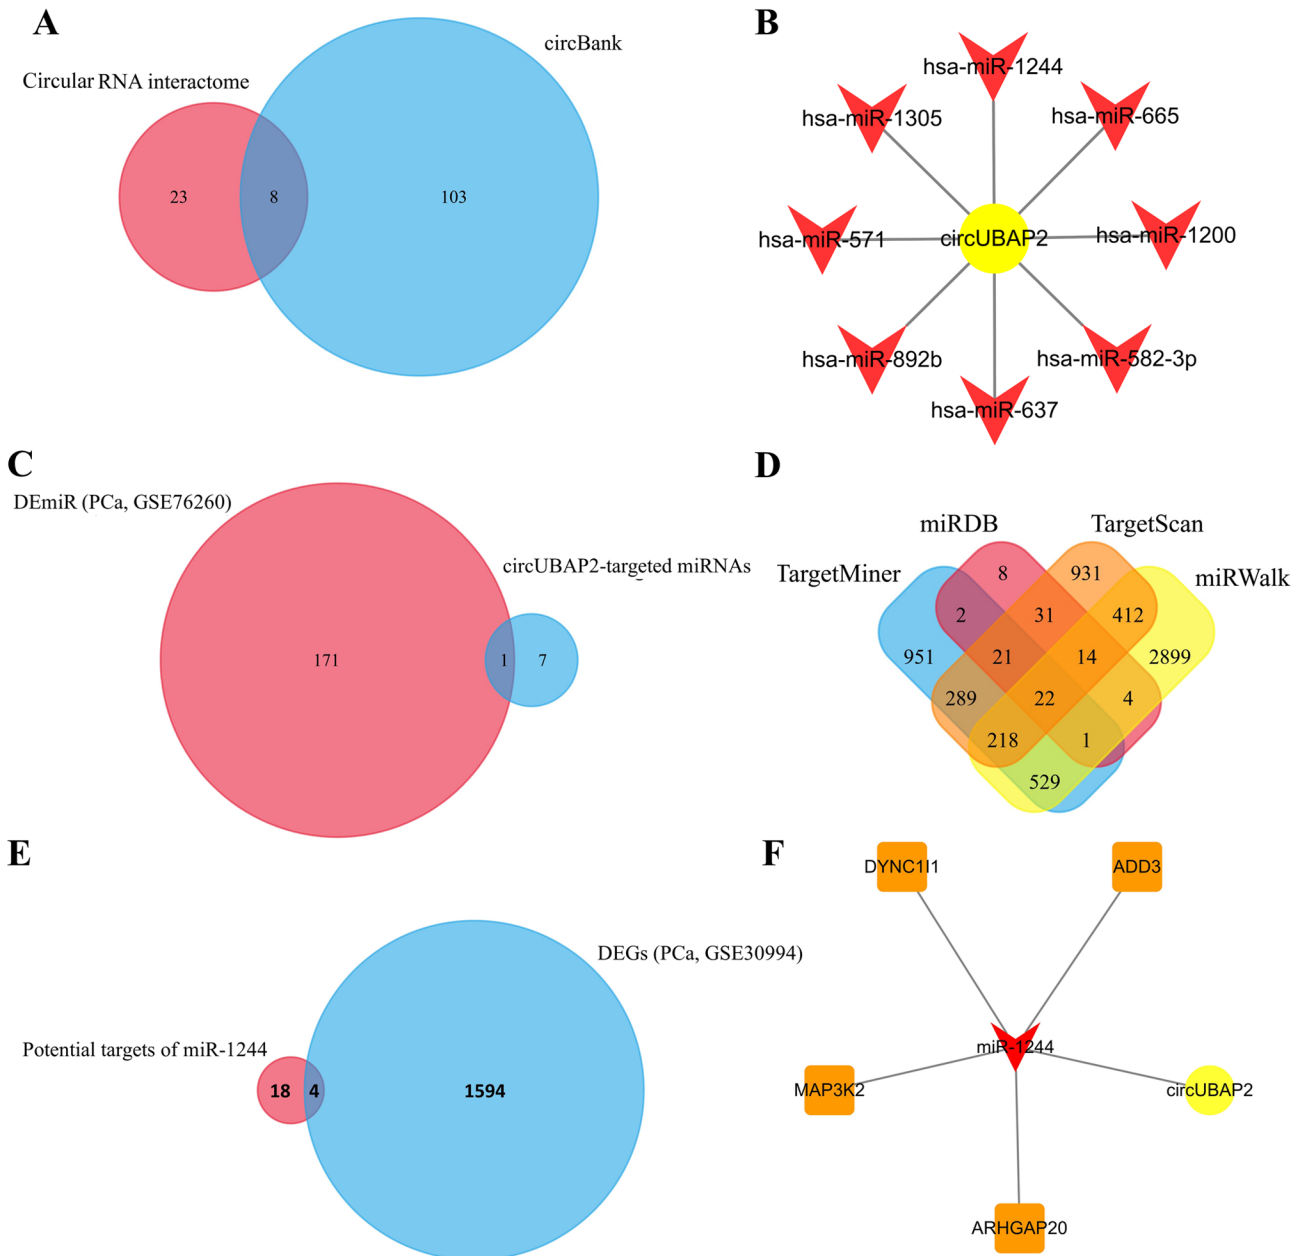 A
circBank
Circular RNA interactome
23
8
103
B
hsa-miR-1244
hsa-miR-1305
hsa-miR-665
hsa-miR-571
circUBAP2
hsa-miR-1200
hsa-miR-892b
hsa-miR-582-3p
hsa-miR-637
C
DEmiR (PCa, GSE76260)
circUBAP2-targeted miRNAs
171
1
7
D
miRDB
TargetScan
TargetMiner
miRWalk
8
931
2
31
412
951
21
14
2899
289
22
4
218
1
529
E
DEGs (PCa, GSE30994)
Potential targets of miR-1244
18
4
1594
F
DYNC1I1
ADD3
miR-1244
MAP3K2
circUBAP2
ARHGAP20